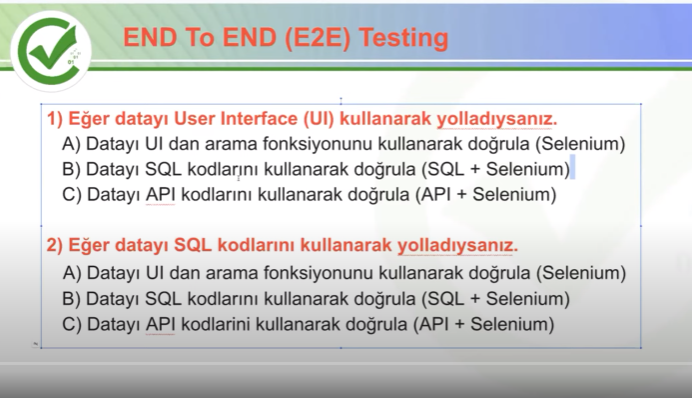 END To END (E2E) Testing
1) Eğer datayı User Interface (UI) kullanarak yolladıysanız.
A) Datayı UI dan arama fonksiyonunu kullanarak doğrula (Selenium)
B) Datayı SQL kodlarını kullanarak doğrula (SQL + Selenium)
C) Datayı API kodlarını kullanarak doğrula (API + Selenium)
2) Eğer datayı SQL kodlarını kullanarak yolladıysanız.
A) Datayı UI dan arama fonksiyonunu kullanarak doğrula (Selenium)
B) Datayı SQL kodlarını kullanarak doğrula (SQL + Selenium)
C) Datayı API kodlarini kullanarak doğrula (API + Selenium)